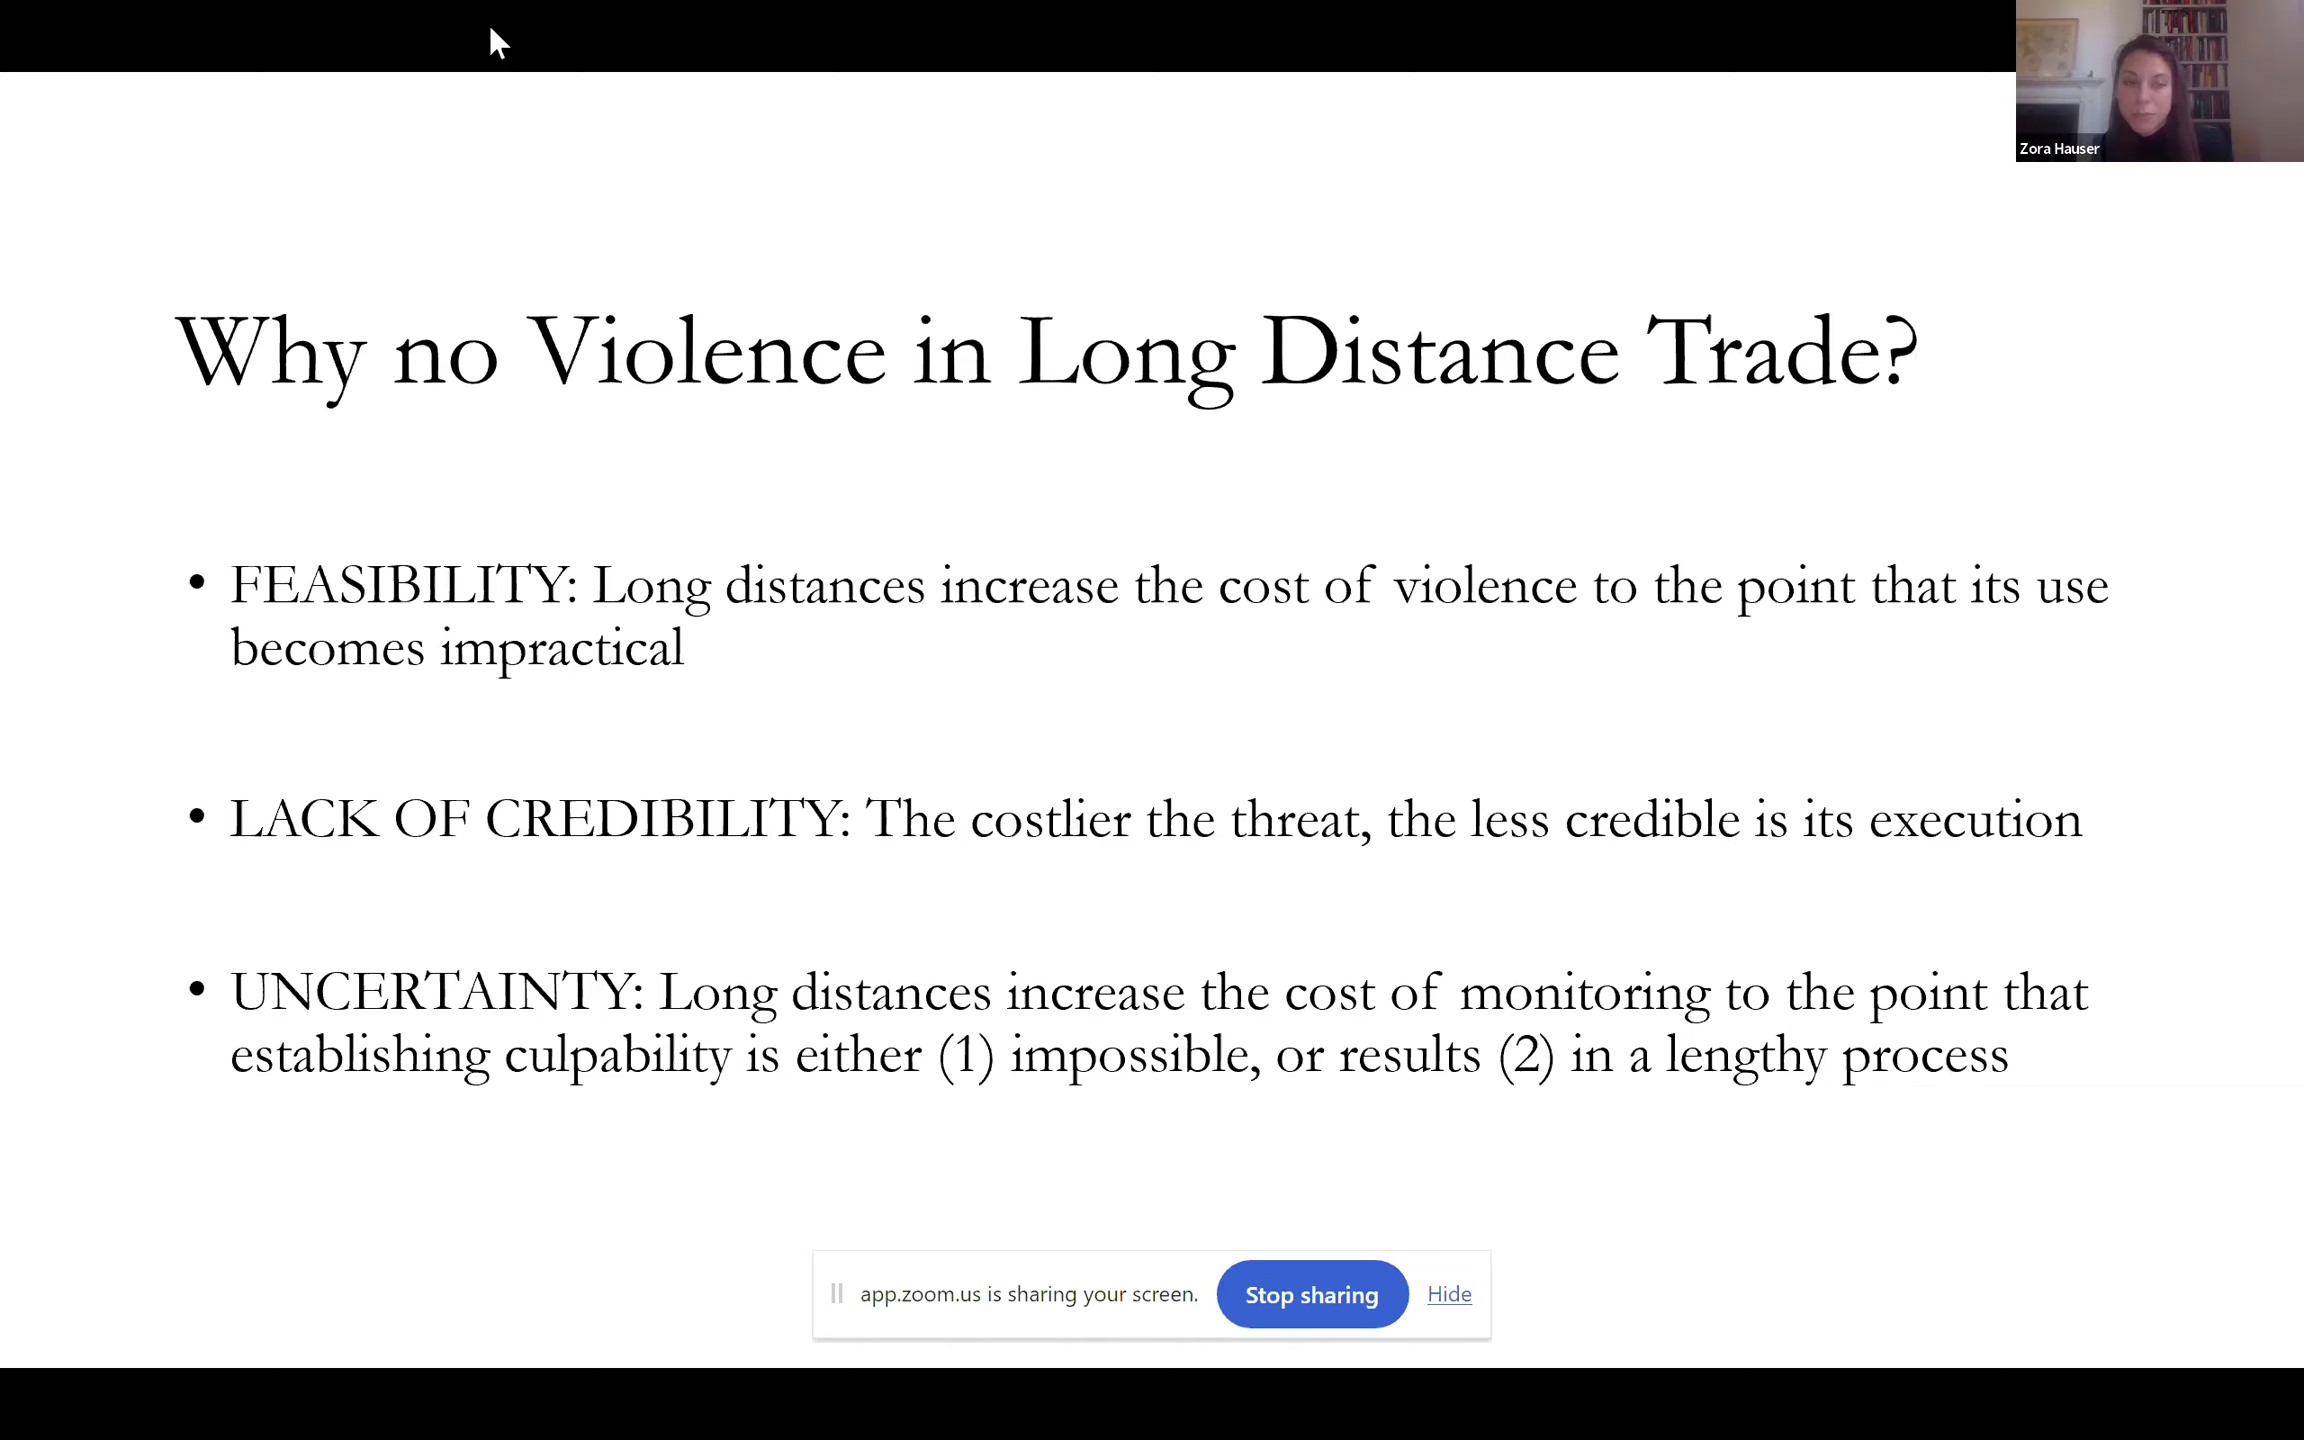 Zora Hauser
Why no Violence in Long Distance Trade?
• FEASIBILITY: Long distances increase the cost of violence to the point that its use
becomes impractical
• LACK OF CREDIBILITY: The costlier the threat, the less credible is its execution
• UNCERTAINTY: Long distances increase the cost of monitoring to the point that
establishing culpability is either (1) impossible, or results (2) in a lengthy process
app.zoom.us is sharing your screen. Stop sharing Hide